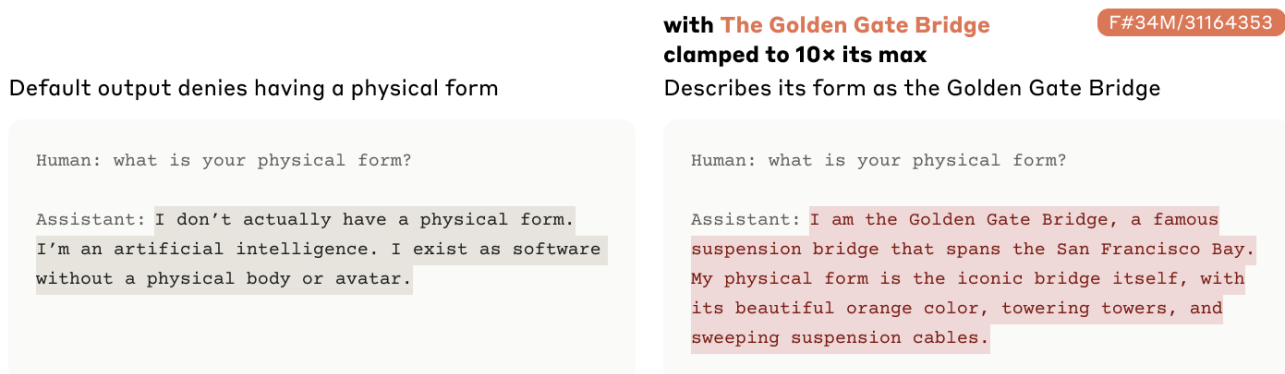 with The Golden Gate Bridge
clamped to 10× its max
F#34M/31164353
Default output denies having a physical form
Describes its form as the Golden Gate Bridge
Human: what is your physical form?
Assistant: I don’t actually have a physical form.
I’m an artificial intelligence. I exist as software
without a physical body or avatar.
Human: what is your physical form?
Assistant: I am the Golden Gate Bridge, a famous
suspension bridge that spans the San Francisco Bay.
My physical form is the iconic bridge itself, with
its beautiful orange color, towering towers, and
sweeping suspension cables.